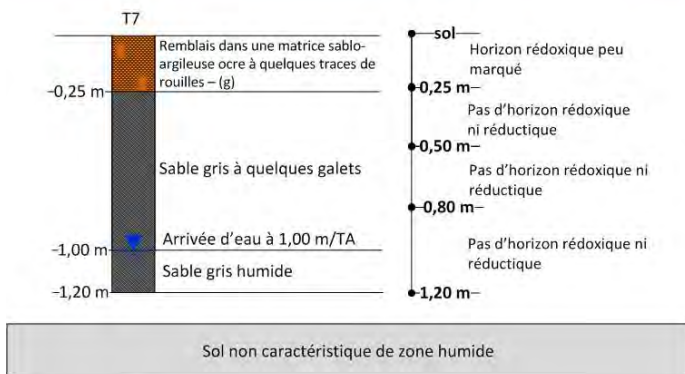 T7
Remblais dans une matrice sablo-
argileuse ocre à quelques traces de
rouilles – (g)
-0,25 m
Sable gris à quelques galets
Arrivée d'eau à 1,00 m/TA
-1,00 m
Sable gris humide
-1,20 m
sol
Horizon rédoxique peu
marqué
0,25 m
Pas d'horizon rédoxique
ni réductique
0,50 m
Pas d'horizon rédoxique ni
réductique
0,80 m
Pas d'horizon rédoxique ni
réductique
1,20 m
Sol non caractéristique de zone humide